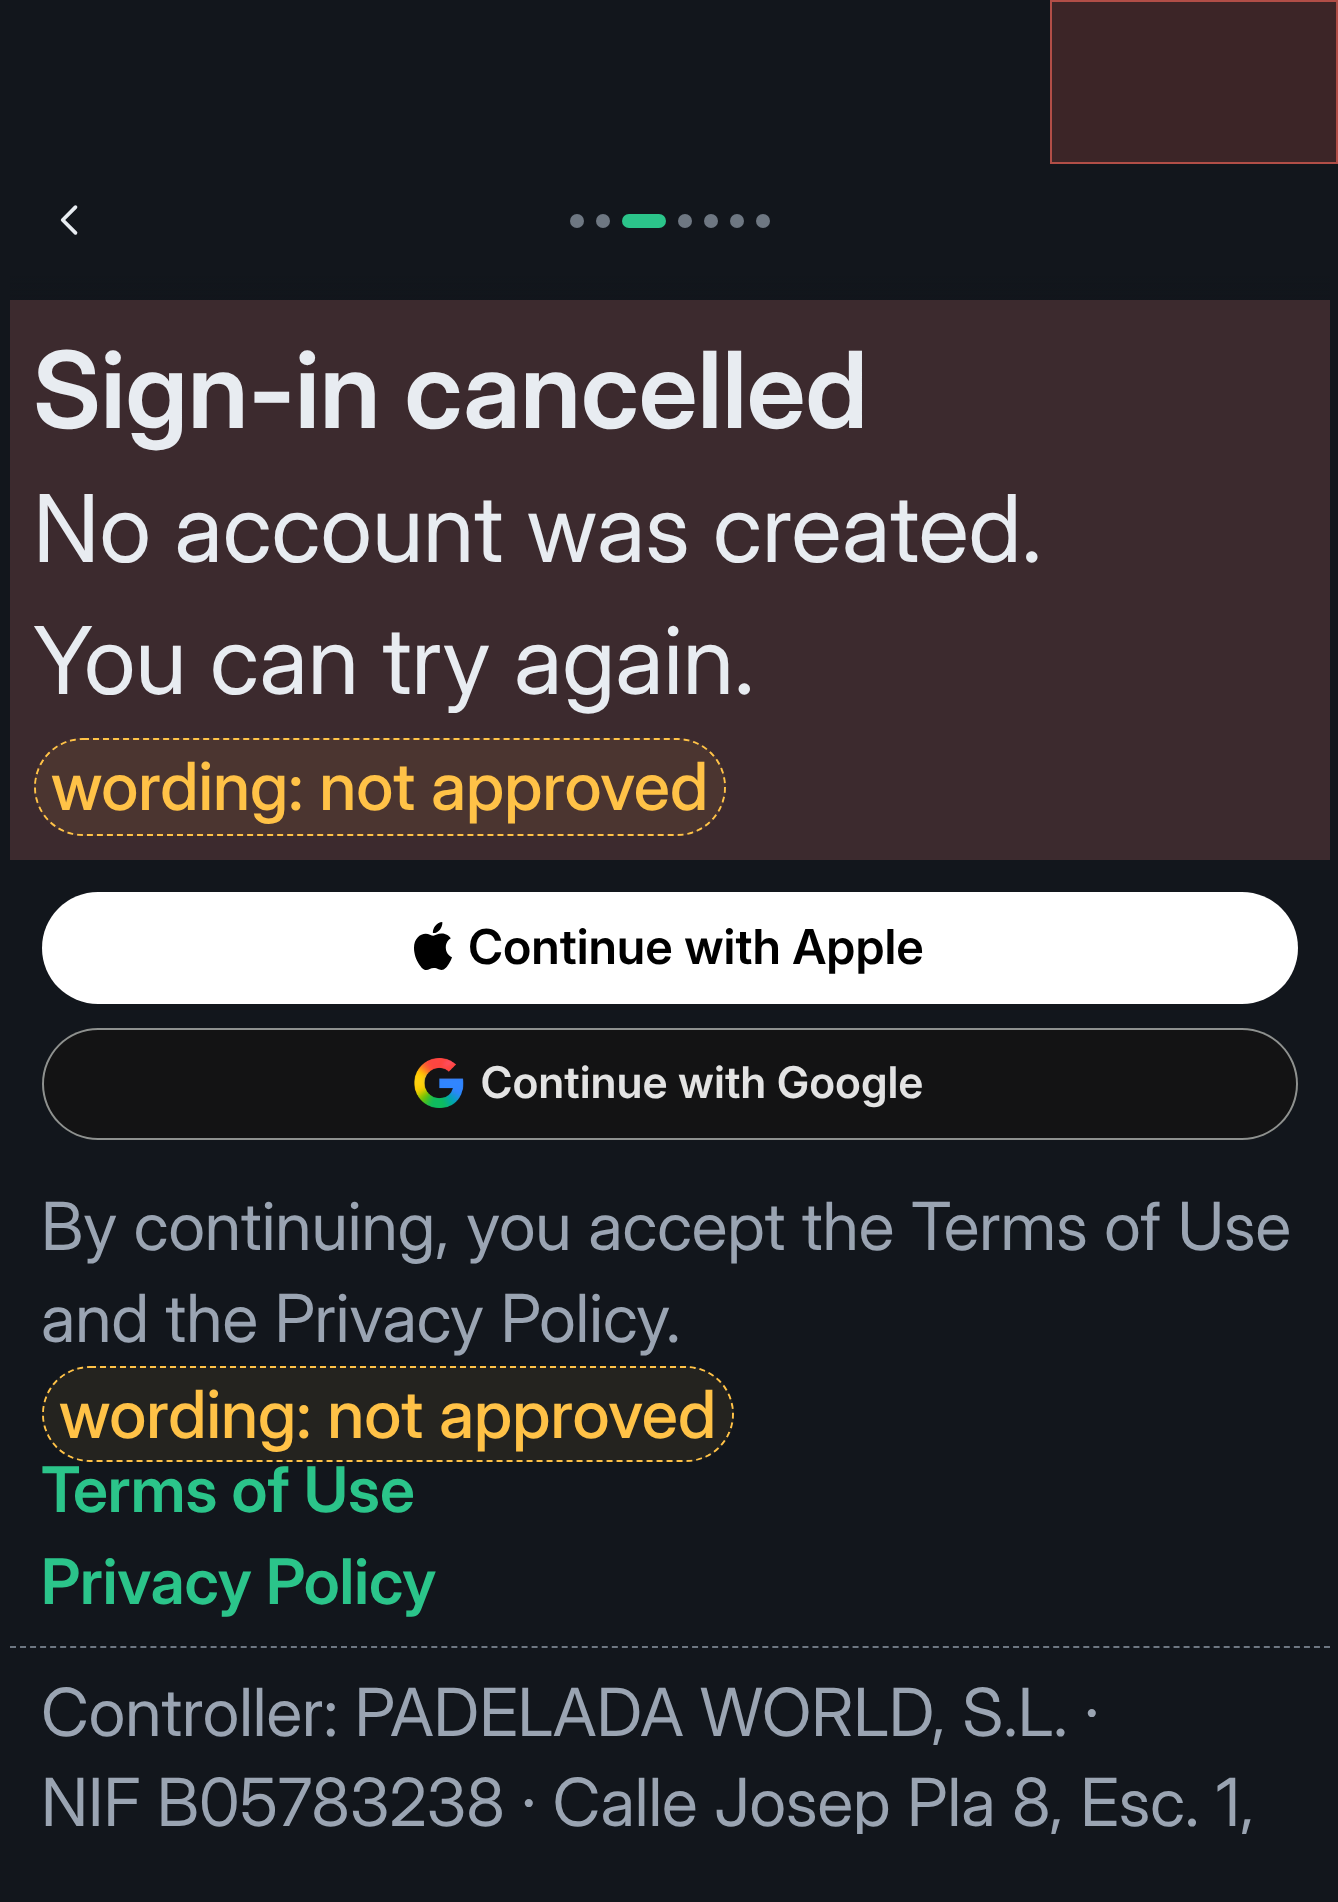 Sign-in cancelled
No account was created.
You can try again.
wording: not approved
Continue with Apple
Continue with Google
By continuing, you accept the Terms of Use
and the Privacy Policy.
wording: not approved
Terms of Use
Privacy Policy
Controller: PADELADA WORLD, S.L. ·
NIF B05783238 · Calle Josep Pla 8, Esc. 1,